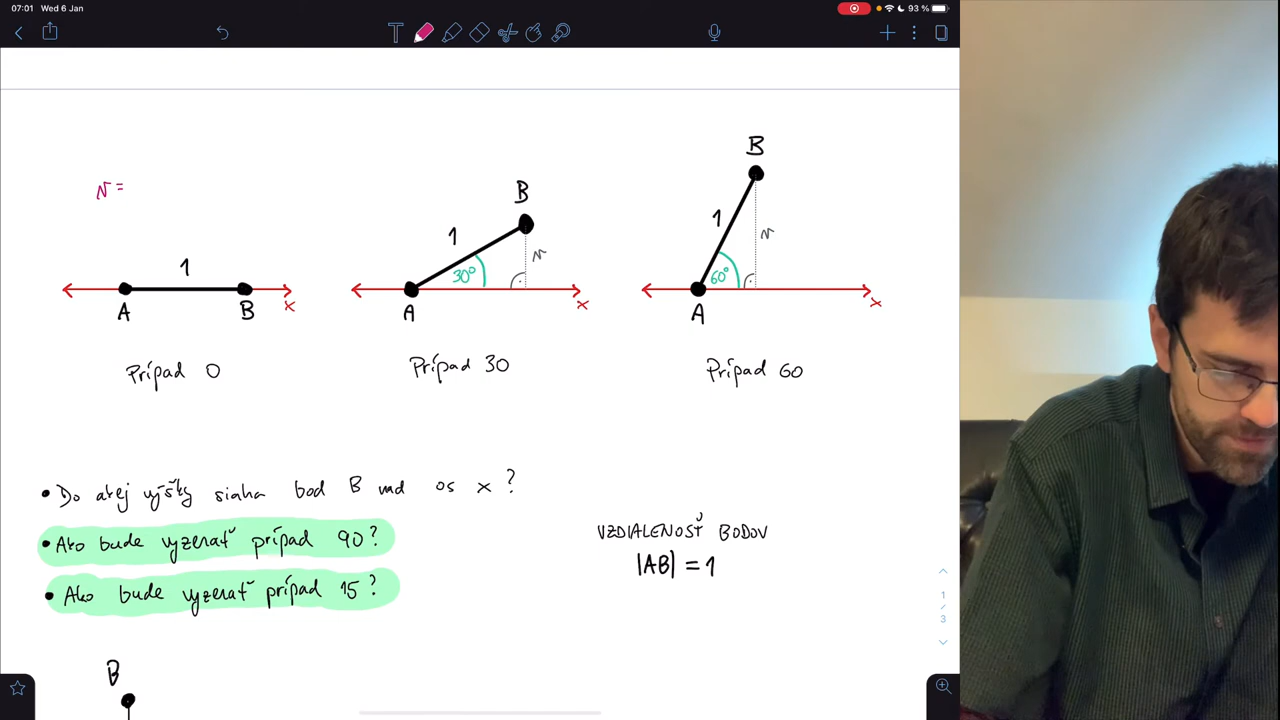 07:01 Wed 6 Jan
93 %
T
B
N =
B
1
1
1
N
N
30°
60°
A
B
x
A
x
A
x
Prípad 0
Prípad 30
Prípad 60
• Do akej výšky siaha bod B nad os x ?
• Ako bude vyzerať prípad 90?
• Ako bude vyzerať prípad 15 ?
VZDIALENOSŤ BODOV
|AB| = 1
1
/
3
B